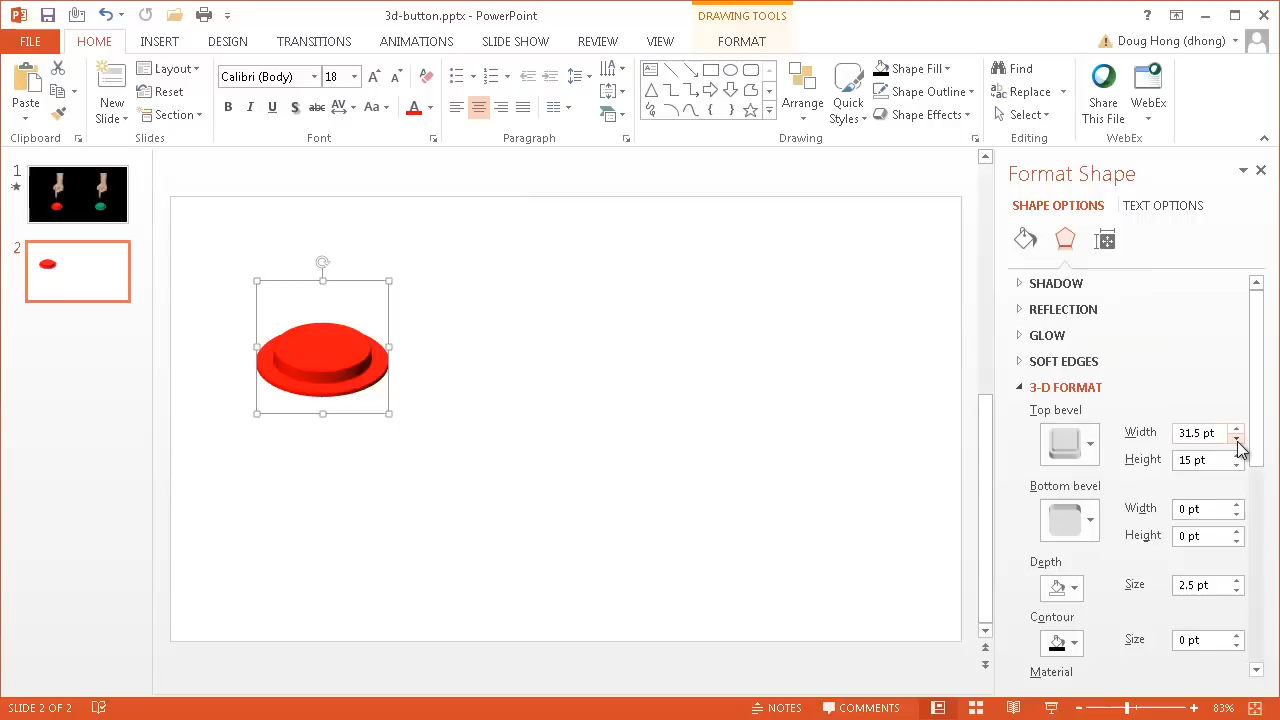 3d-button.pptx - PowerPoint
DRAWING TOOLS
FILE
HOME
INSERT
DESIGN
TRANSITIONS
ANIMATIONS
SLIDE SHOW
REVIEW
VIEW
Doug Hong (dhong)
Paste
New
Slide
Layout
Reset
Section
Calibri (Body)
18
B I U S abc AV Aa A
Arrange
Quick
Styles
Shape Fill
Shape Outline
Shape Effects
Find
Replace
Select
Share
This File
WebEx
Clipboard
Slides
Font
Paragraph
Drawing
Editing
WebEx
1
2
Format Shape
SHAPE OPTIONS
TEXT OPTIONS
SHADOW
REFLECTION
GLOW
SOFT EDGES
3-D FORMAT
Top bevel
Width 31.5 pt
Height 15 pt
Bottom bevel
Width 0 pt
Height 0 pt
Depth
Size 2.5 pt
Contour
Size 0 pt
Material
SLIDE 2 OF 2
NOTES
COMMENTS
83%